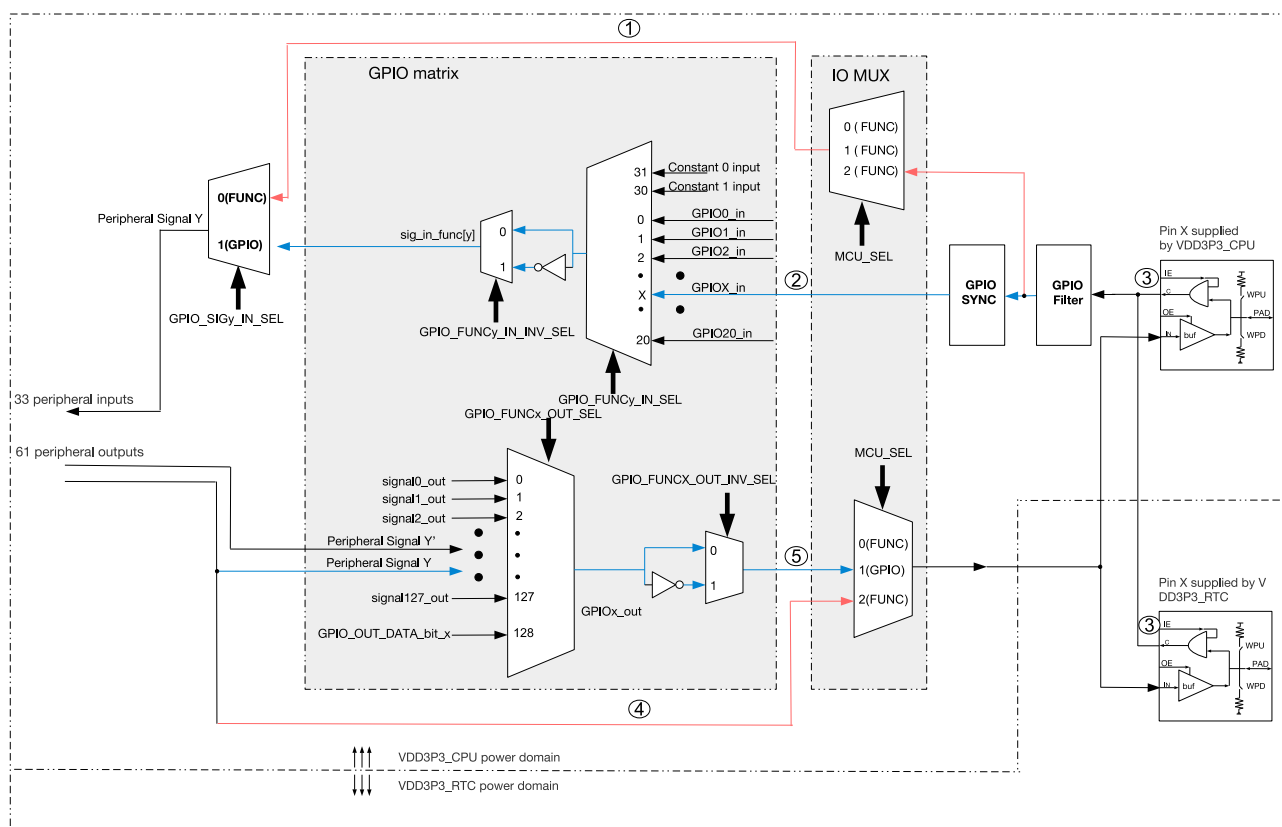 ①
GPIO matrix
IO MUX
0 ( FUNC)
1 ( FUNC)
2 ( FUNC)
MCU_SEL
31
Constant 0 input
30
Constant 1 input
0
GPIO0_in
1
GPIO1_in
2
GPIO2_in
X
GPIOX_in
20
GPIO20_in
②
0(FUNC)
1(GPIO)
Peripheral Signal Y
GPIO_SIGy_IN_SEL
sig_in_func[y]
0
1
GPIO_FUNCy_IN_INV_SEL
GPIO_FUNCy_IN_SEL
GPIO
SYNC
GPIO
Filter
Pin X supplied
by VDD3P3_CPU
③
IE
C
OE
IN
buf
WPU
PAD
WPD
33 peripheral inputs
GPIO_FUNCx_OUT_SEL
61 peripheral outputs
signal0_out
0
signal1_out
1
signal2_out
2
Peripheral Signal Y'
Peripheral Signal Y
signal127_out
127
GPIO_OUT_DATA_bit_x
128
GPIOx_out
GPIO_FUNCX_OUT_INV_SEL
0
1
⑤
MCU_SEL
0(FUNC)
1(GPIO)
2(FUNC)
④
Pin X supplied by V
DD3P3_RTC
③
IE
C
OE
IN
buf
WPU
PAD
WPD
VDD3P3_CPU power domain
VDD3P3_RTC power domain